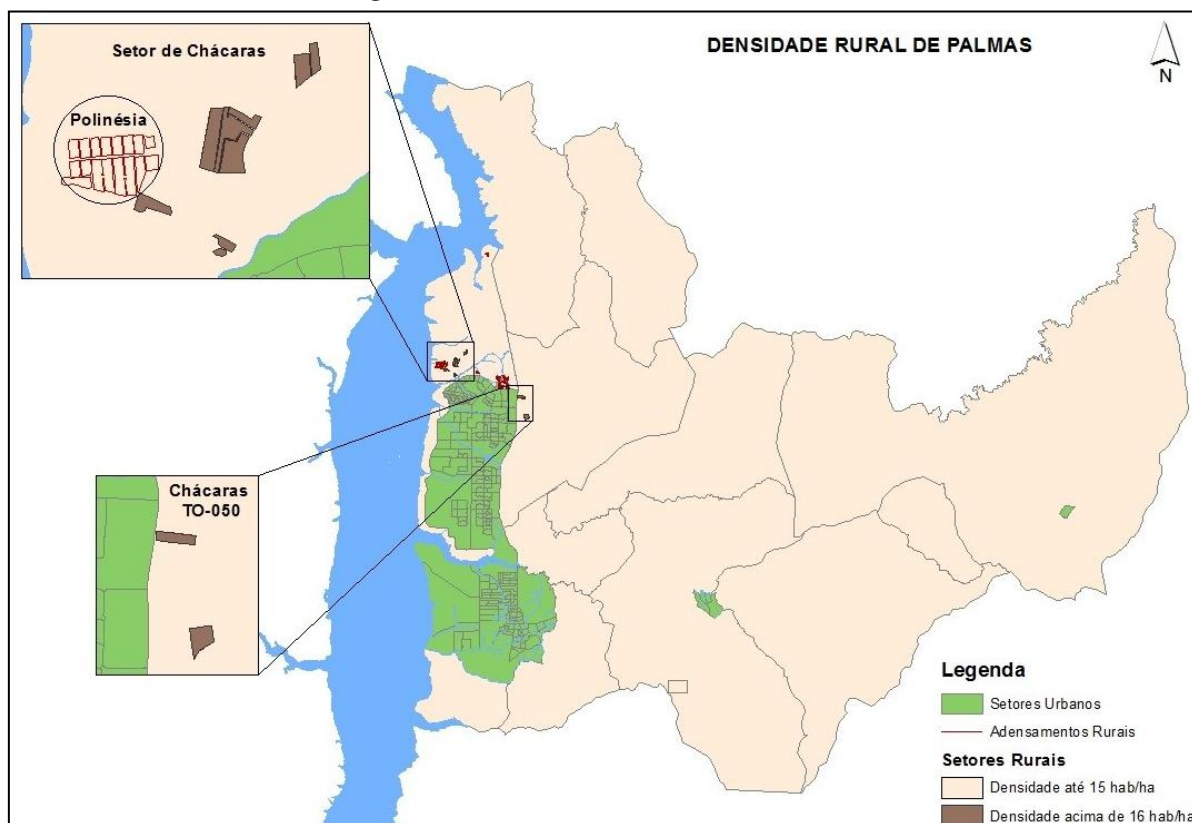 DENSIDADE RURAL DE PALMAS
N
Setor de Chácaras
Polinésia
Chácaras
TO-050
Legenda
Setores Urbanos
Adensamentos Rurais
Setores Rurais
Densidade até 15 hab/ha
Densidade acima de 16 hab/ha